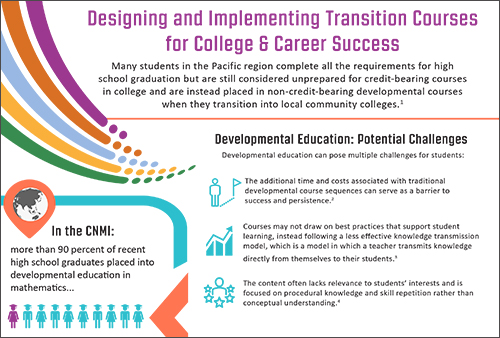 Designing and Implementing Transition Courses
for College & Career Success
Many students in the Pacific region complete all the requirements for high
school graduation but are still considered unprepared for credit-bearing courses
in college and are instead placed in non-credit-bearing developmental courses
when they transition into local community colleges.¹
Developmental Education: Potential Challenges
Developmental education can pose multiple challenges for students:
The additional time and costs associated with traditional
developmental course sequences can serve as a barrier to
success and persistence.²
Courses may not draw on best practices that support student
learning, instead following a less effective knowledge transmission
model, which is a model in which a teacher transmits knowledge
directly from themselves to their students.³
The content often lacks relevance to students' interests and is
focused on procedural knowledge and skill repetition rather than
conceptual understanding.⁴
In the CNMI:
more than 90 percent of recent
high school graduates placed into
developmental education in
mathematics...